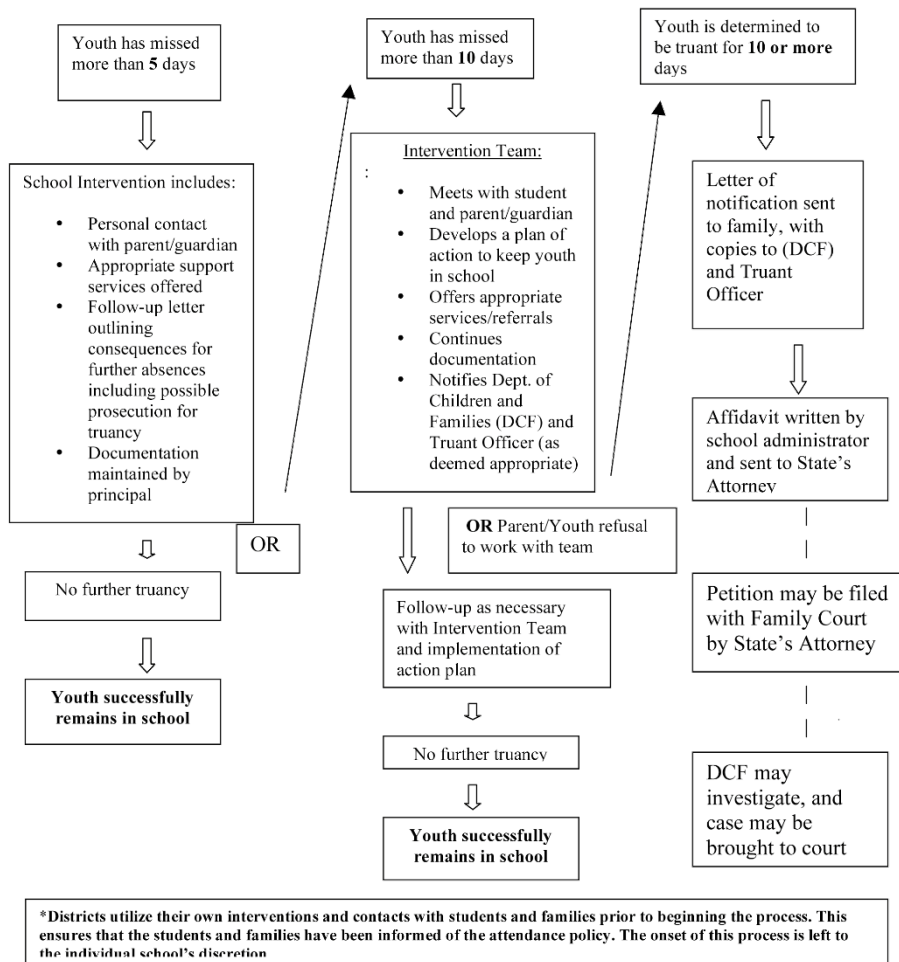 Youth has missed
more than 5 days
School Intervention includes:
• Personal contact
with parent/guardian
• Appropriate support
services offered
• Follow-up letter
outlining
consequences for
further absences
including possible
prosecution for
truancy
• Documentation
maintained by
principal
OR
No further truancy
Youth successfully
remains in school
Youth has missed
more than 10 days
Intervention Team:
:
• Meets with student
and parent/guardian
• Develops a plan of
action to keep youth
in school
• Offers appropriate
services/referrals
• Continues
documentation
• Notifies Dept. of
Children and
Families (DCF) and
Truant Officer (as
deemed appropriate)
OR Parent/Youth refusal
to work with team
Follow-up as necessary
with Intervention Team
and implementation of
action plan
No further truancy
Youth successfully
remains in school
Youth is determined to
be truant for 10 or more
days
Letter of
notification sent
to family, with
copies to (DCF)
and Truant
Officer
Affidavit written by
school administrator
and sent to State’s
Attorney
Petition may be filed
with Family Court
by State’s Attorney
DCF may
investigate, and
case may be
brought to court
*Districts utilize their own interventions and contacts with students and families prior to beginning the process. This
ensures that the students and families have been informed of the attendance policy. The onset of this process is left to
the individual school’s discretion